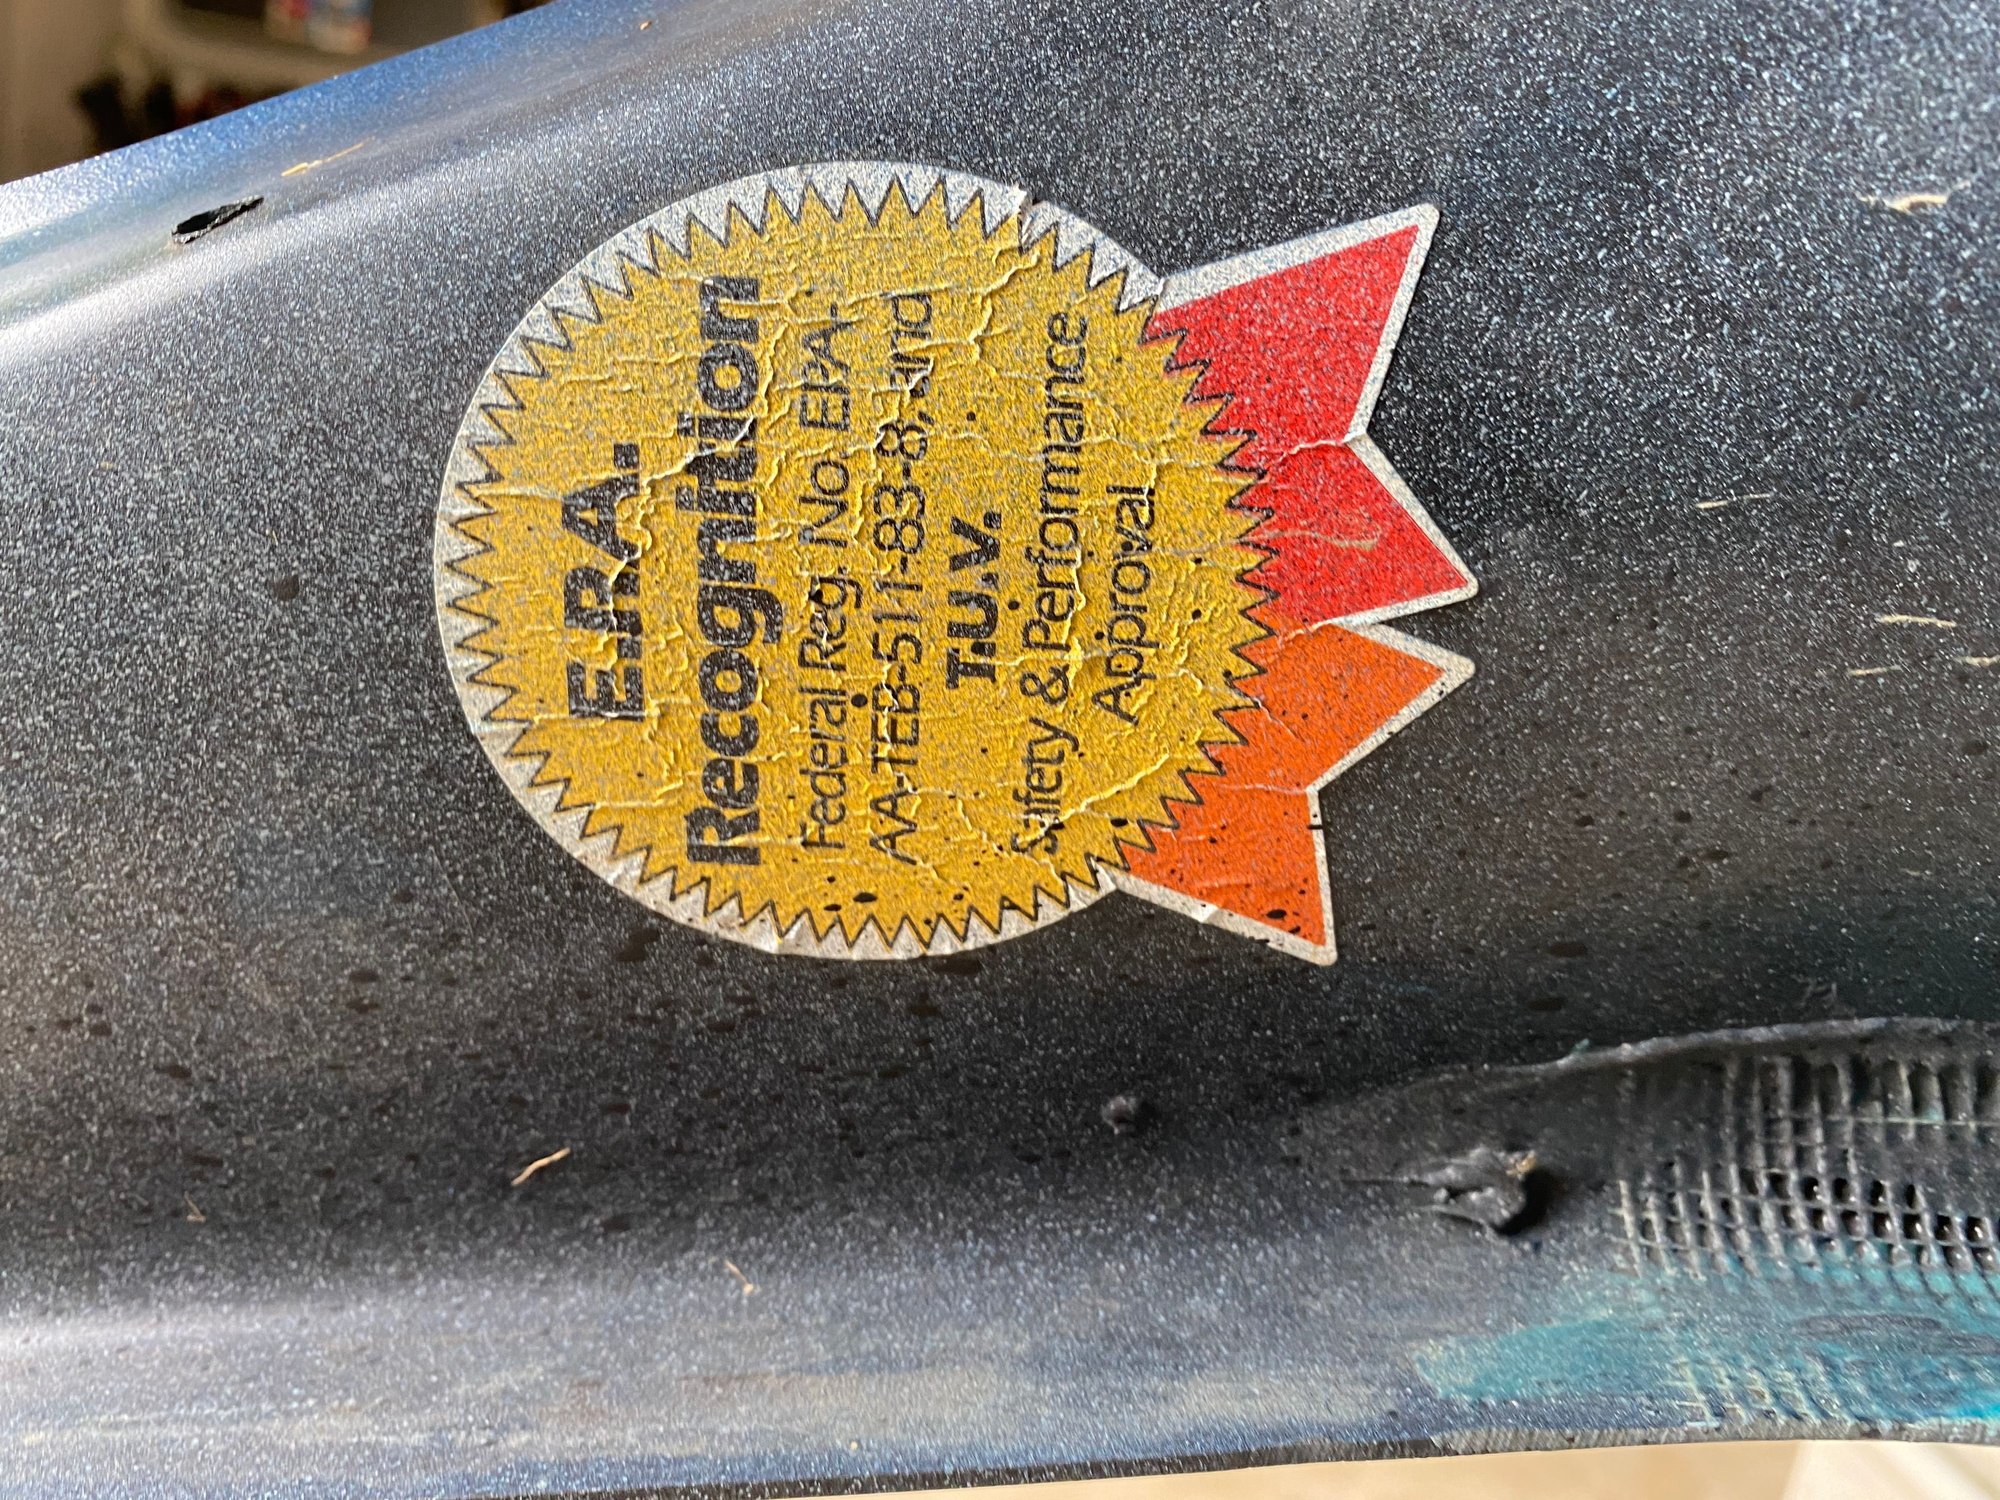 E.P.A.
Recognition
Federal Reg. No EPA.
AA-TEB-511-83-8, and
T.U.V.
Safety & Performance
Approval